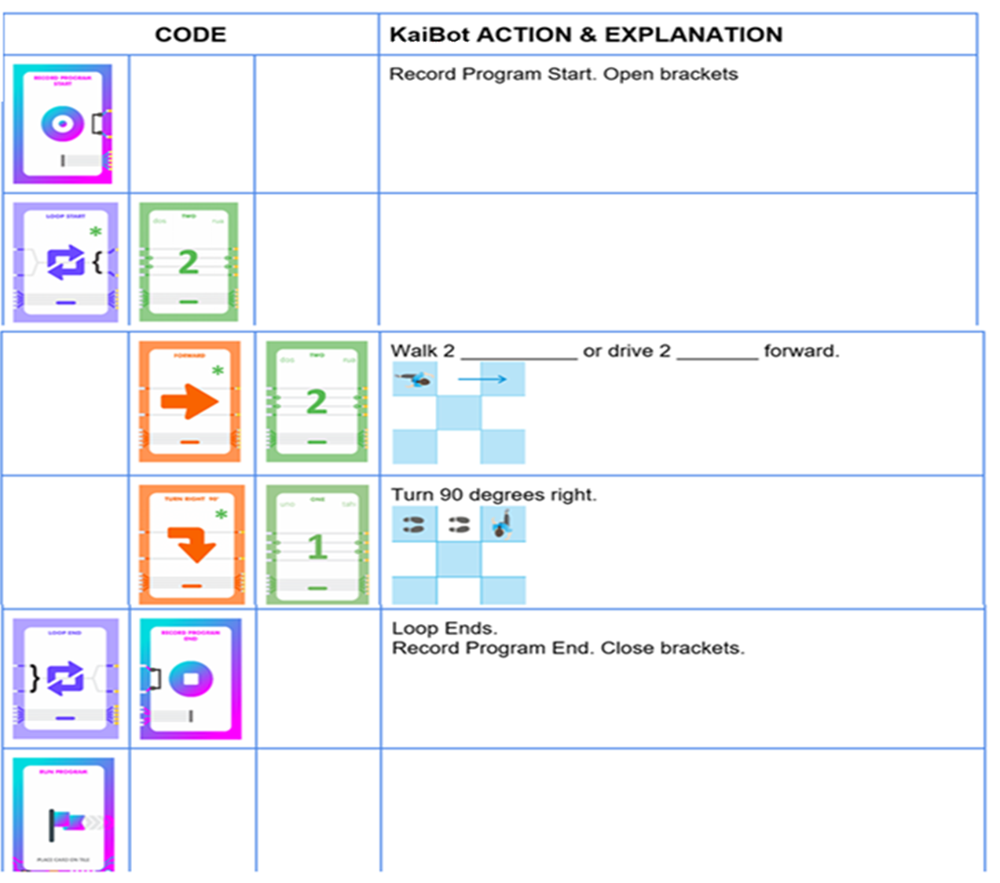 CODE
KaiBot ACTION & EXPLANATION
RECORD PROGRAM
START
Record Program Start. Open brackets
LOOP START
*
{
TWO
dos
rua
2
FORWARD
*
TWO
dos
rua
2
Walk 2 ___________ or drive 2 ________ forward.
TURN RIGHT 90°
*
ONE
uno
tahi
1
Turn 90 degrees right.
LOOP END
}
RECORD PROGRAM
END
Loop Ends.
Record Program End. Close brackets.
RUN PROGRAM
PLACE CARD ON TILE